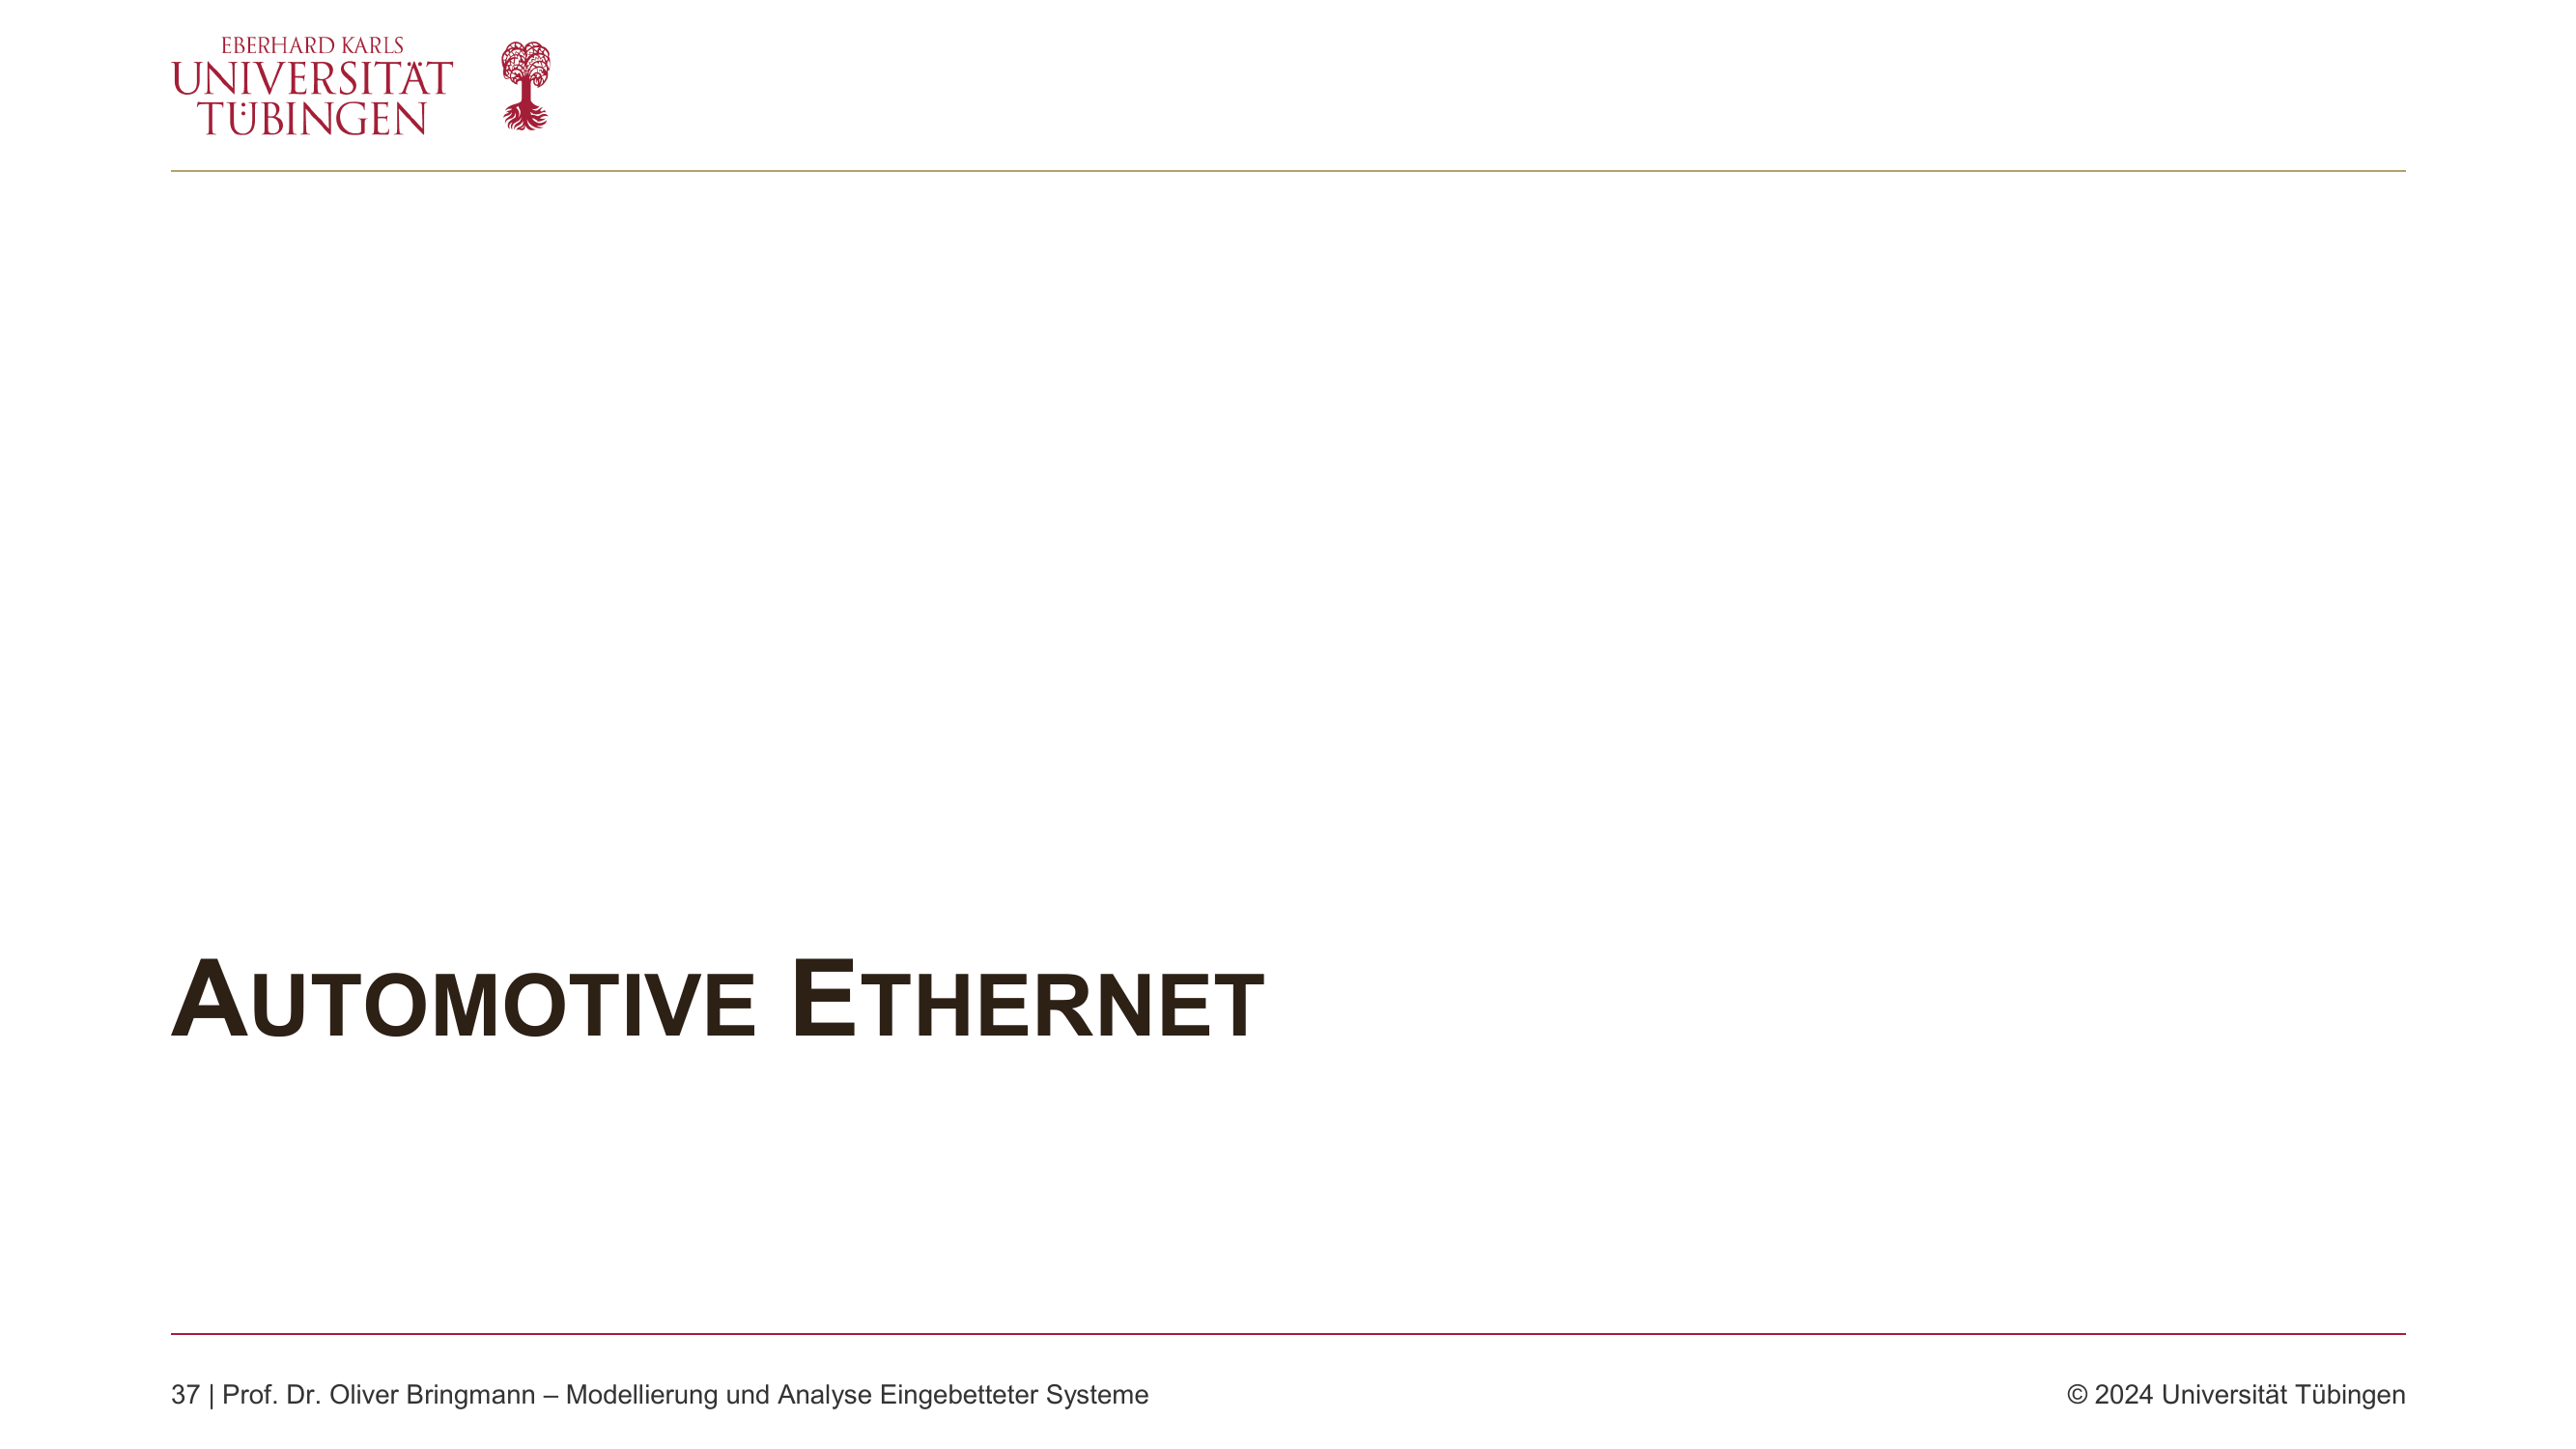 EBERHARD KARLS
UNIVERSITÄT
TÜBINGEN
AUTOMOTIVE ETHERNET
37 | Prof. Dr. Oliver Bringmann – Modellierung und Analyse Eingebetteter Systeme
© 2024 Universität Tübingen